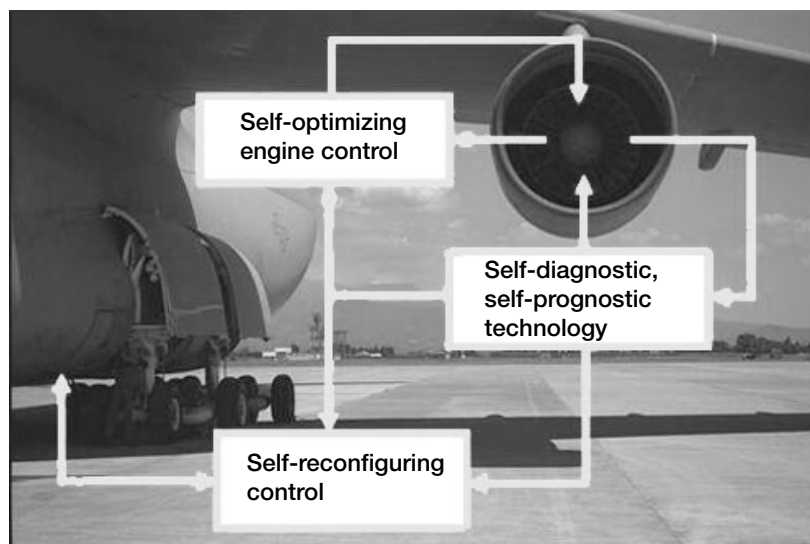 Self-optimizing
engine control
Self-diagnostic,
self-prognostic
technology
Self-reconfiguring
control